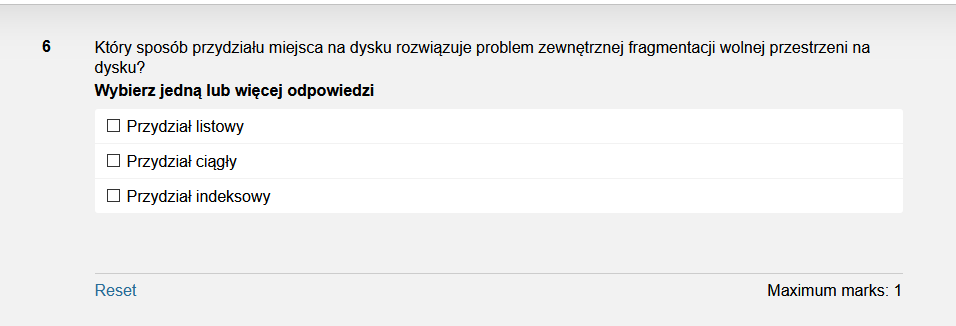 6
Który sposób przydziału miejsca na dysku rozwiązuje problem zewnętrznej fragmentacji wolnej przestrzeni na
dysku?
Wybierz jedną lub więcej odpowiedzi
Przydział listowy
Przydział ciągły
Przydział indeksowy
Reset
Maximum marks: 1